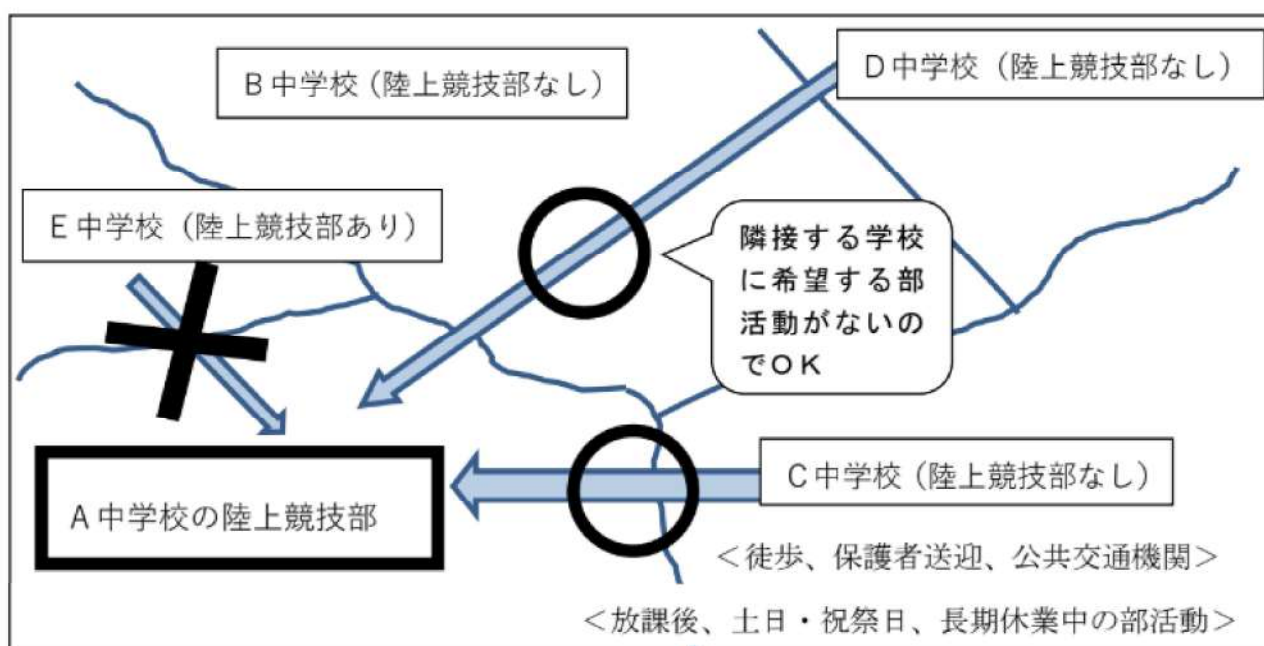 B中学校（陸上競技部なし）
D中学校（陸上競技部なし）
E中学校（陸上競技部あり）
隣接する学校
に希望する部
活動がないの
でOK
A中学校の陸上競技部
C中学校（陸上競技部なし）
＜徒歩、保護者送迎、公共交通機関＞
＜放課後、土日・祝祭日、長期休業中の部活動＞